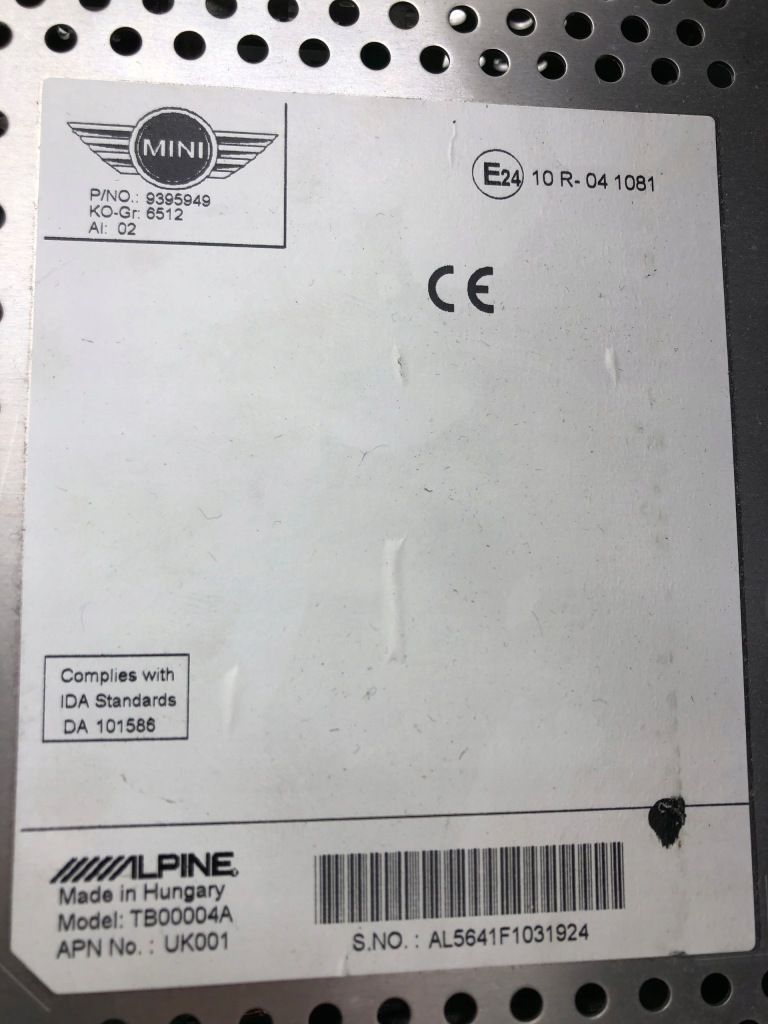 MINI
P/NO.: 9395949
KO-Gr: 6512
AI: 02
E24 10 R- 04 1081
CE
Complies with
IDA Standards
DA 101586
ALPINE
Made in Hungary
Model: TB00004A
APN No. : UK001
S.NO. : AL5641F1031924